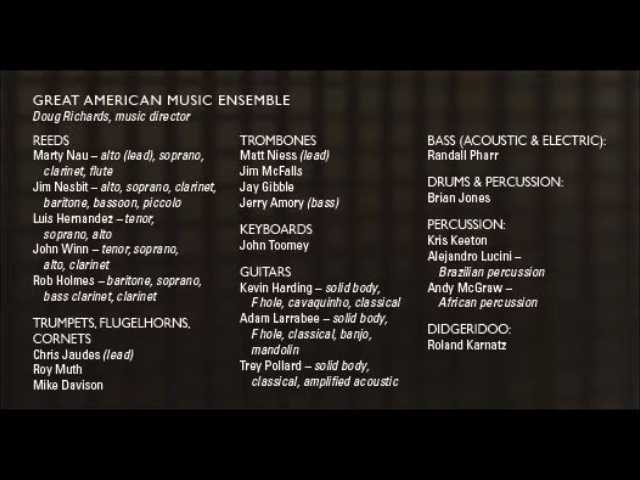 GREAT AMERICAN MUSIC ENSEMBLE
Doug Richards, music director
REEDS
Marty Nau – alto (lead), soprano,
clarinet, flute
Jim Nesbit – alto, soprano, clarinet,
baritone, bassoon, piccolo
Luis Hernandez – tenor,
soprano, alto
John Winn – tenor, soprano,
alto, clarinet
Rob Holmes – baritone, soprano,
bass clarinet, clarinet
TRUMPETS, FLUGELHORNS,
CORNETS
Chris Jaudes (lead)
Roy Muth
Mike Davison
TROMBONES
Matt Niess (lead)
Jim McFalls
Jay Gibble
Jerry Amory (bass)
KEYBOARDS
John Toomey
GUITARS
Kevin Harding – solid body,
F hole, cavaquinho, classical
Adam Larrabee – solid body,
F hole, classical, banjo,
mandolin
Trey Pollard – solid body,
classical, amplified acoustic
BASS (ACOUSTIC & ELECTRIC):
Randall Pharr
DRUMS & PERCUSSION:
Brian Jones
PERCUSSION:
Kris Keeton
Alejandro Lucini –
Brazilian percussion
Andy McGraw –
African percussion
DIDGERIDOO:
Roland Karnatz